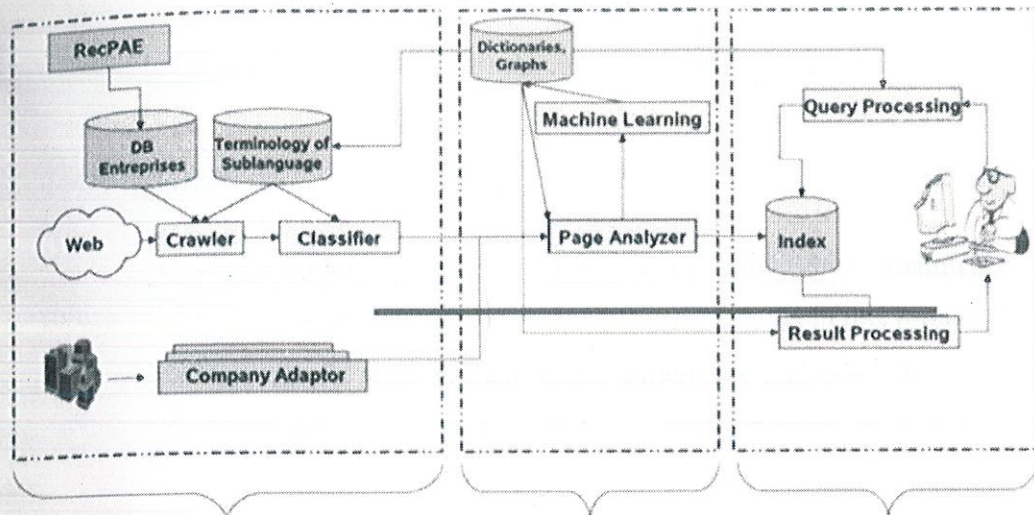 RecPAE
DB
Entreprises
Terminology of
Sublanguage
Web
Crawler
Classifier
Company Adaptor
Dictionaries,
Graphs
Machine Learning
Page Analyzer
Query Processing
Index
Result Processing